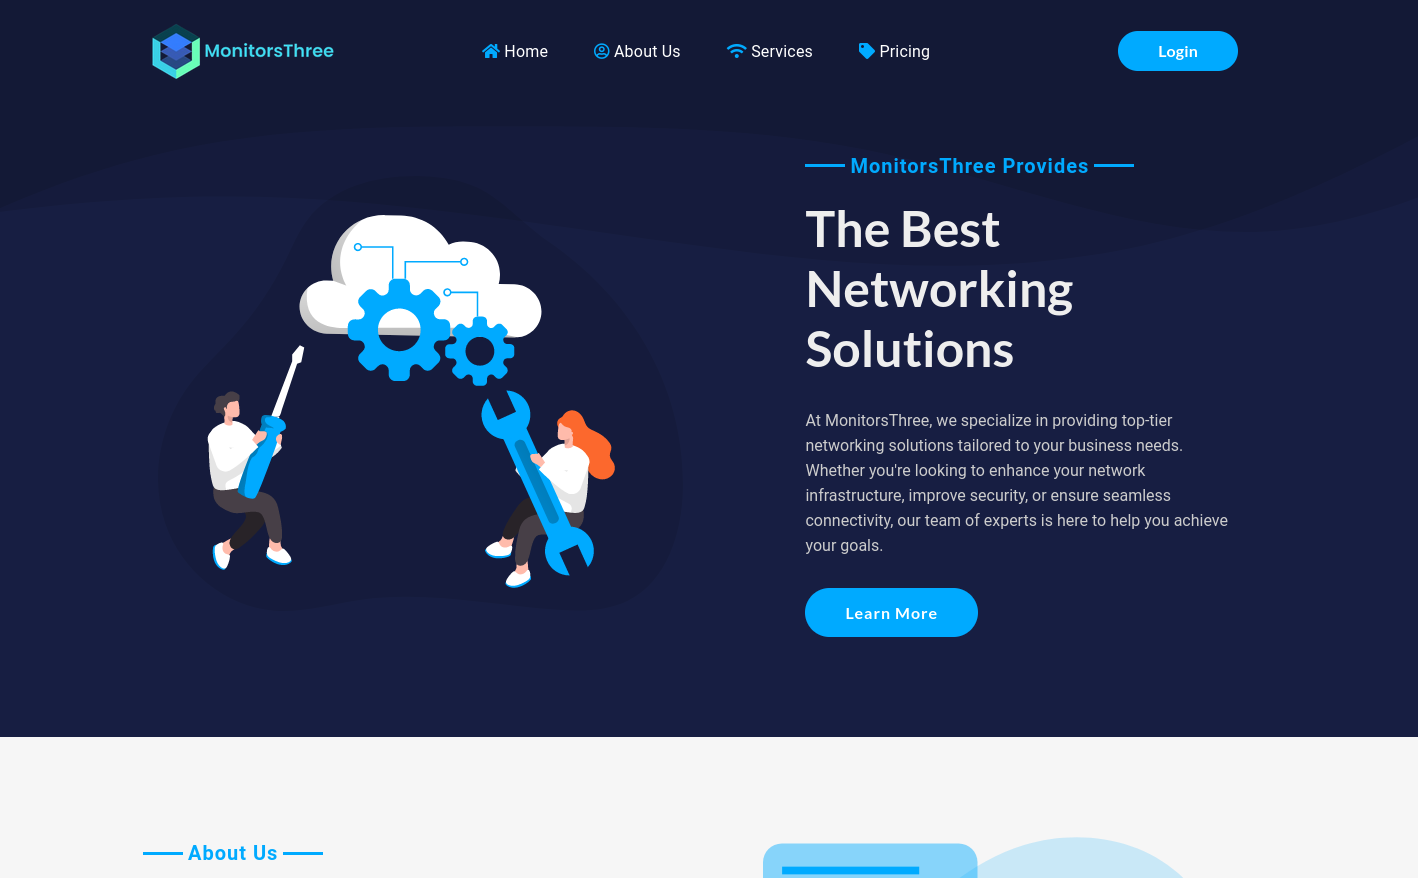 MonitorsThree
Home
About Us
Services
Pricing
Login
MonitorsThree Provides
The Best
Networking
Solutions
At MonitorsThree, we specialize in providing top-tier
networking solutions tailored to your business needs.
Whether you're looking to enhance your network
infrastructure, improve security, or ensure seamless
connectivity, our team of experts is here to help you achieve
your goals.
Learn More
About Us